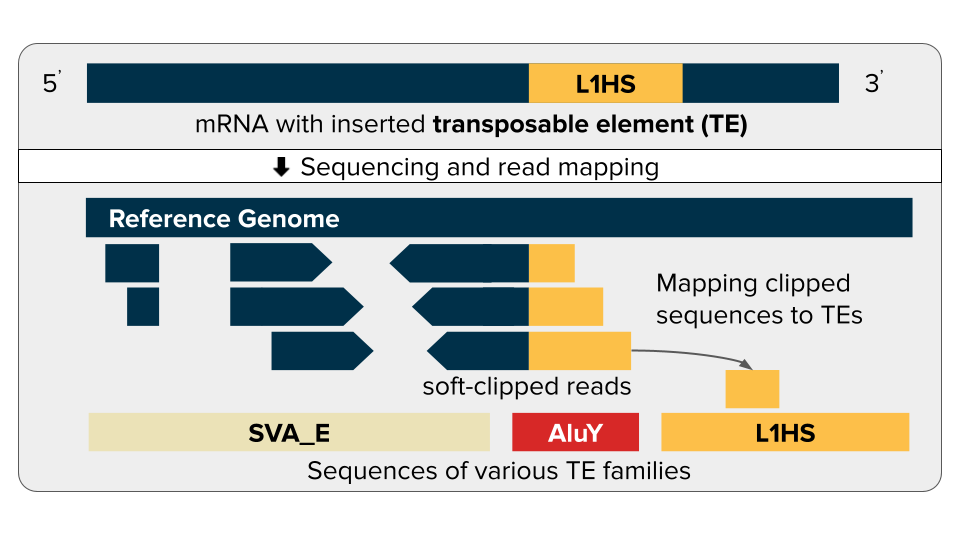 5’
L1HS
3’
mRNA with inserted transposable element (TE)
🡇 Sequencing and read mapping
Reference Genome
Mapping clipped
sequences to TEs
soft-clipped reads
SVA_E
AluY
L1HS
Sequences of various TE families